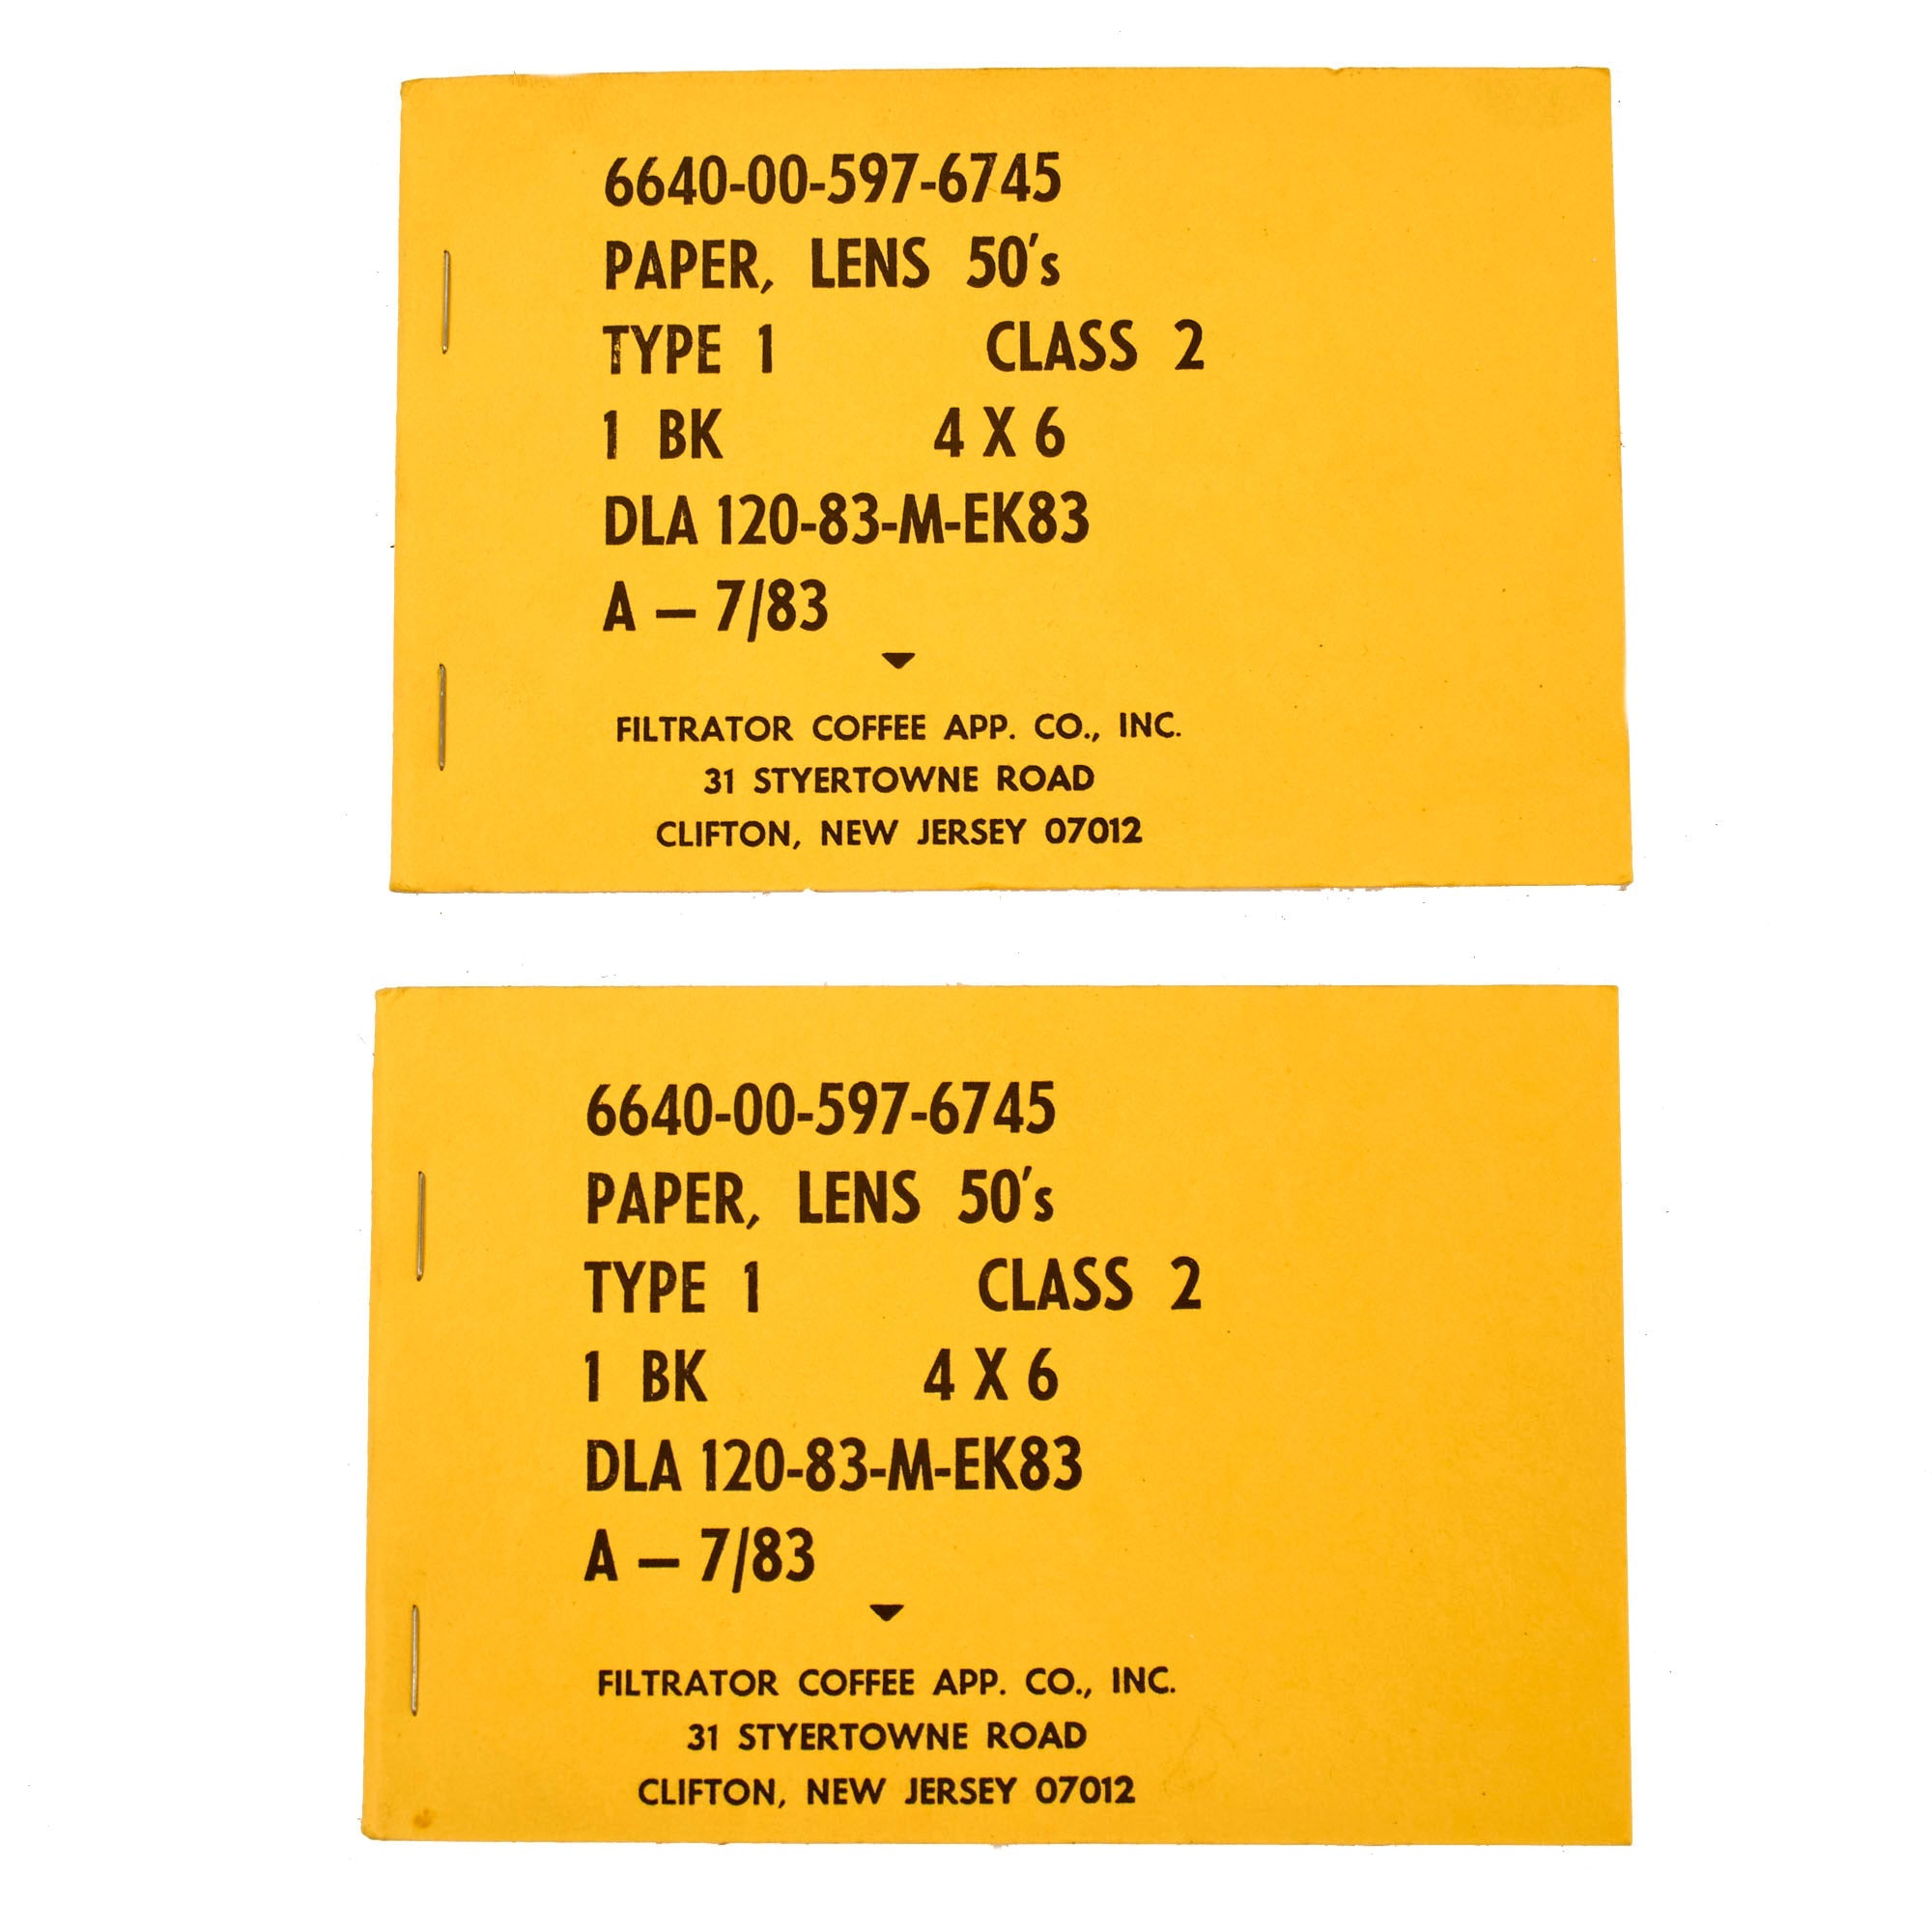 6640-00-597-6745
PAPER, LENS 50's
TYPE 1 CLASS 2
1 BK 4 X 6
DLA 120-83-M-EK83
A — 7/83
FILTRATOR COFFEE APP. CO., INC.
31 STYERTOWNE ROAD
CLIFTON, NEW JERSEY 07012
6640-00-597-6745
PAPER, LENS 50's
TYPE 1 CLASS 2
1 BK 4 X 6
DLA 120-83-M-EK83
A — 7/83
FILTRATOR COFFEE APP. CO., INC.
31 STYERTOWNE ROAD
CLIFTON, NEW JERSEY 07012